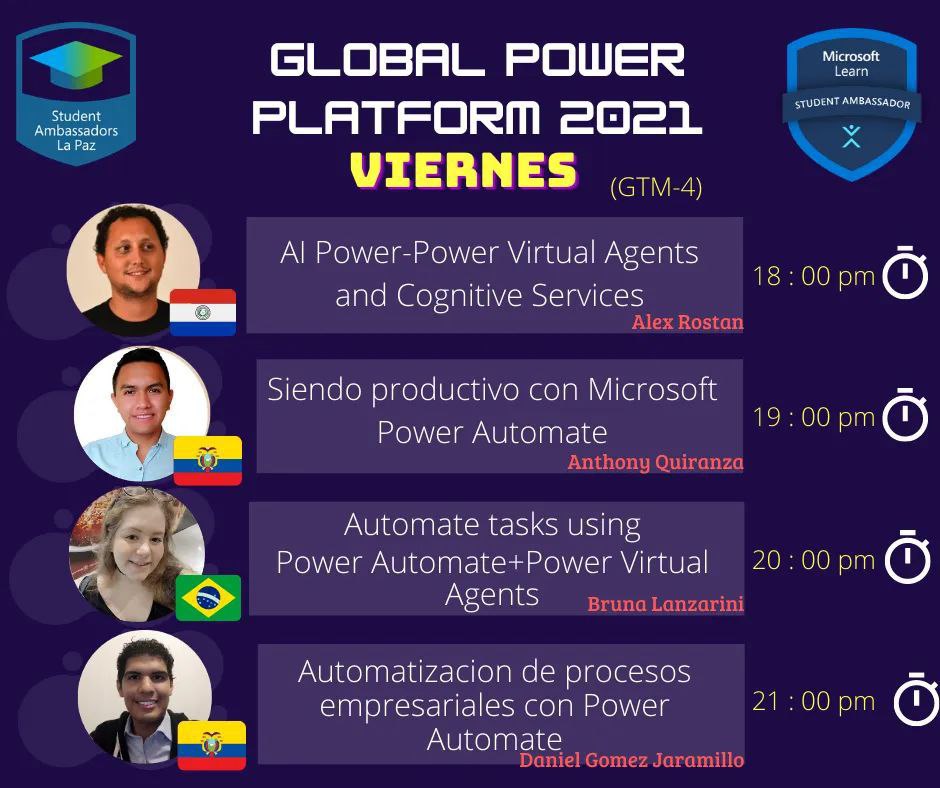 Student
Ambassadors
La Paz
GLOBAL POWER
PLATFORM 2021
VIERNES
(GTM-4)
Microsoft
Learn
STUDENT AMBASSADOR
AI Power-Power Virtual Agents
and Cognitive Services
Alex Rostan
18 : 00 pm
Siendo productivo con Microsoft
Power Automate
Anthony Quiranza
19 : 00 pm
Automate tasks using
Power Automate+Power Virtual
Agents
Bruna Lanzarini
20 : 00 pm
Automatizacion de procesos
empresariales con Power
Automate
Daniel Gomez Jaramillo
21 : 00 pm